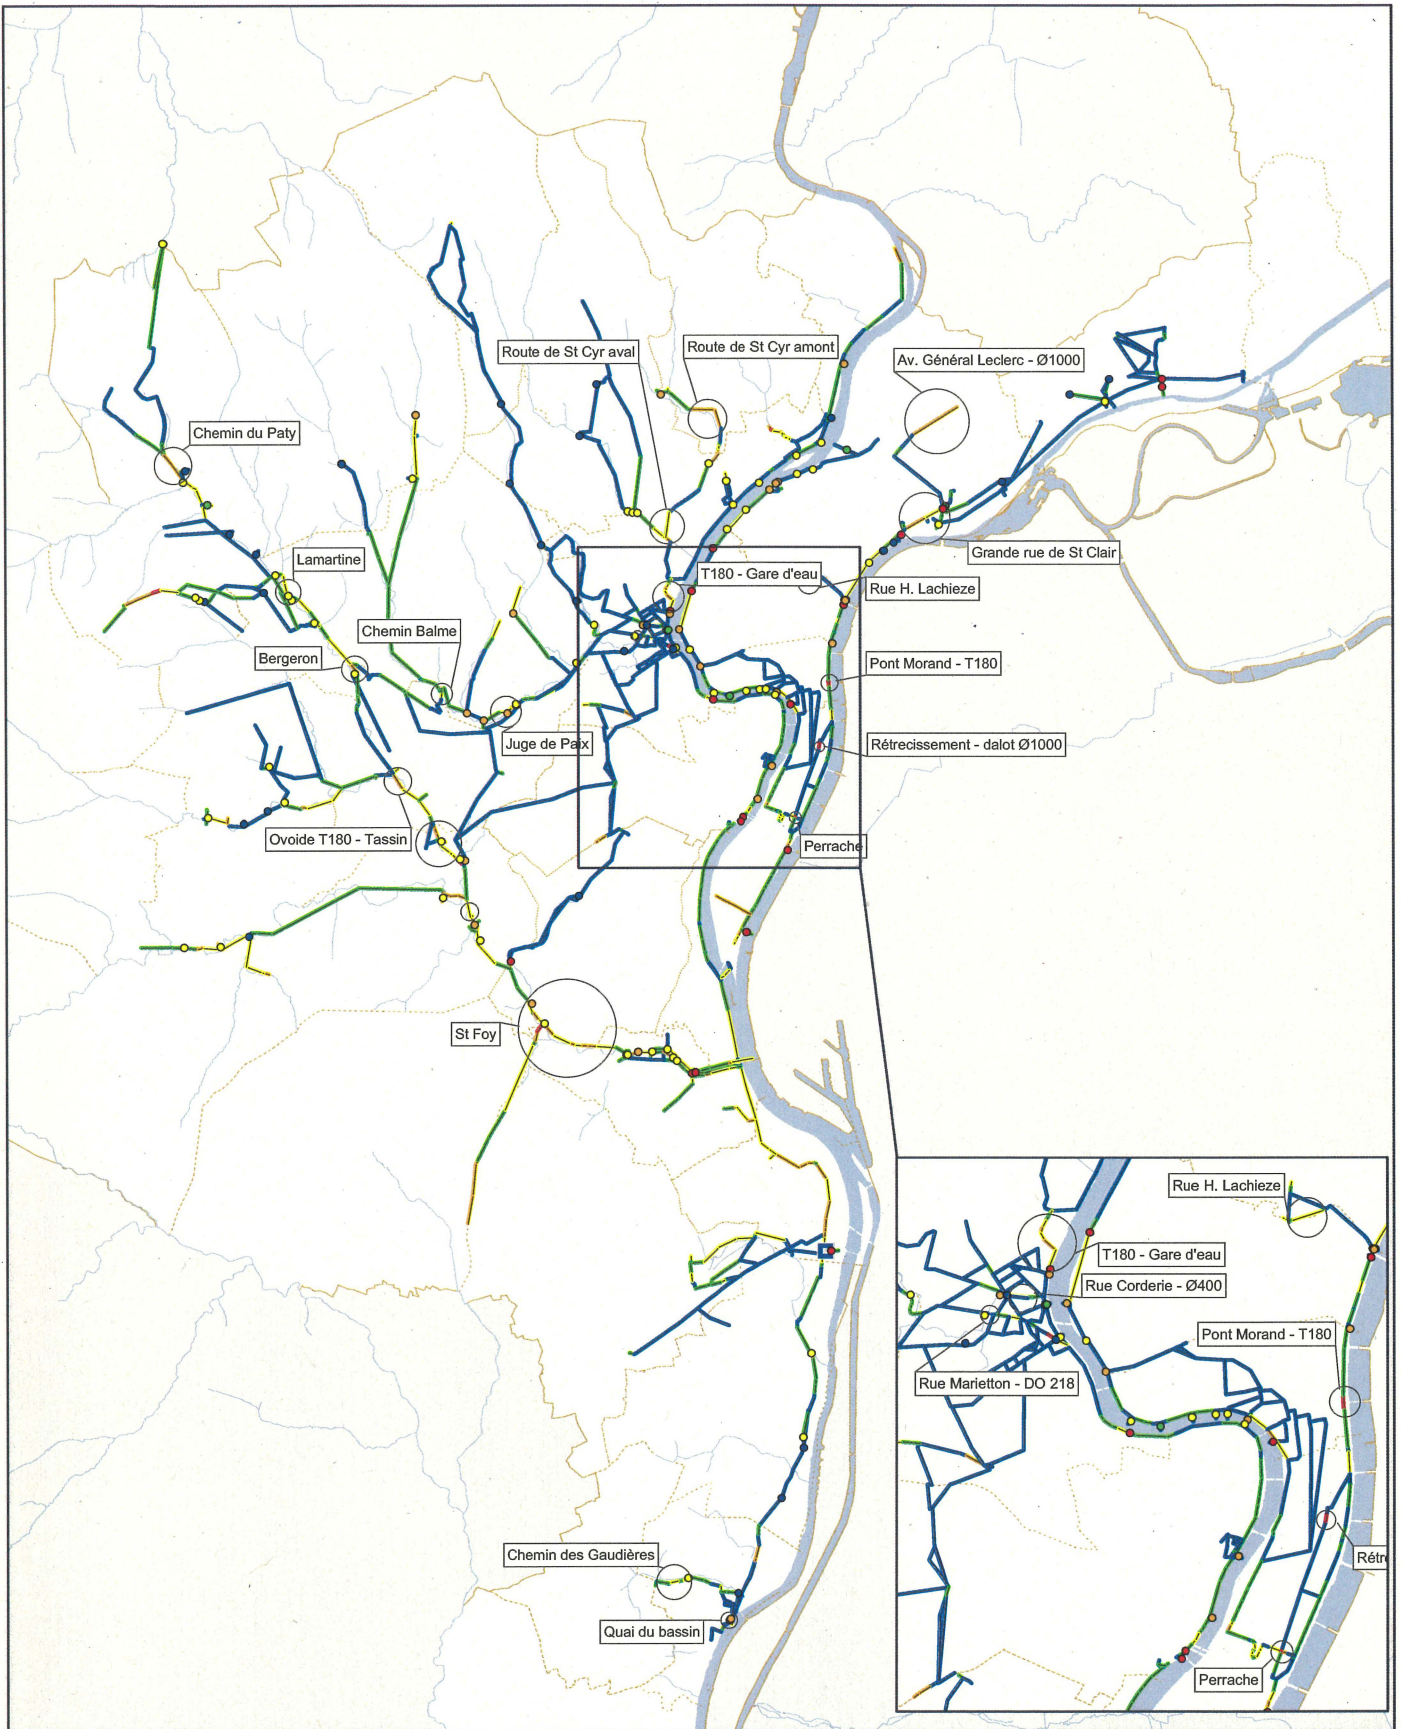 Route de St Cyr aval
Route de St Cyr amont
Av. Général Leclerc - Ø1000
Chemin du Paty
Lamartine
Grande rue de St Clair
T180 - Gare d'eau
Rue H. Lachieze
Chemin Balme
Bergeron
Pont Morand - T180
Juge de Paix
Rétrecissement - dalot Ø1000
Ovoide T180 - Tassin
Perrache
St Foy
Rue H. Lachieze
T180 - Gare d'eau
Rue Corderie - Ø400
Pont Morand - T180
Rue Marietton - DO 218
Rétre
Perrache
Chemin des Gaudières
Quai du bassin